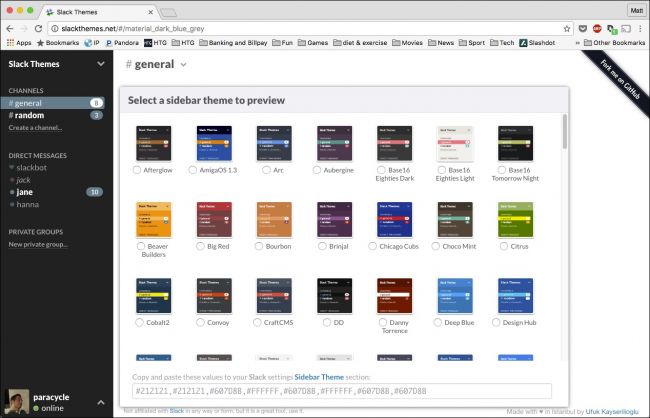 Slack Themes
Matt
slackthemes.net/#/material_dark_blue_grey
Apps
Bookmarks
IP
Pandora
HTG
HTG
Banking and Billpay
Fun
Games
diet & exercise
Movies
News
Sport
Tech
Slashdot
»
Other Bookmarks
Slack Themes
CHANNELS
# general 8
# random 3
Create a channel...
DIRECT MESSAGES
slackbot
jack
jane 10
hanna
PRIVATE GROUPS
New private group...
paracycle
online
# general
Fork me on GitHub
Select a sidebar theme to preview
Afterglow
AmigaOS 1.3
Arc
Aubergine
Base16 Eighties Dark
Base16 Eighties Light
Base16 Tomorrow Night
Beaver Builders
Big Red
Bourbon
Brinjal
Chicago Cubs
Choco Mint
Citrus
Cobalt2
Convoy
CraftCMS
DD
Danny Torrence
Deep Blue
Design Hub
Copy and paste these values to your Slack settings Sidebar Theme section:
#212121,#212121,#607D8B,#FFFFFF,#607D8B,#FFFFFF,#607D8B,#607D8B
Not affiliated with Slack in any way or form, but it is a great tool, use it.
Made with ♥ in Istanbul by Ufuk Kayserilioglu